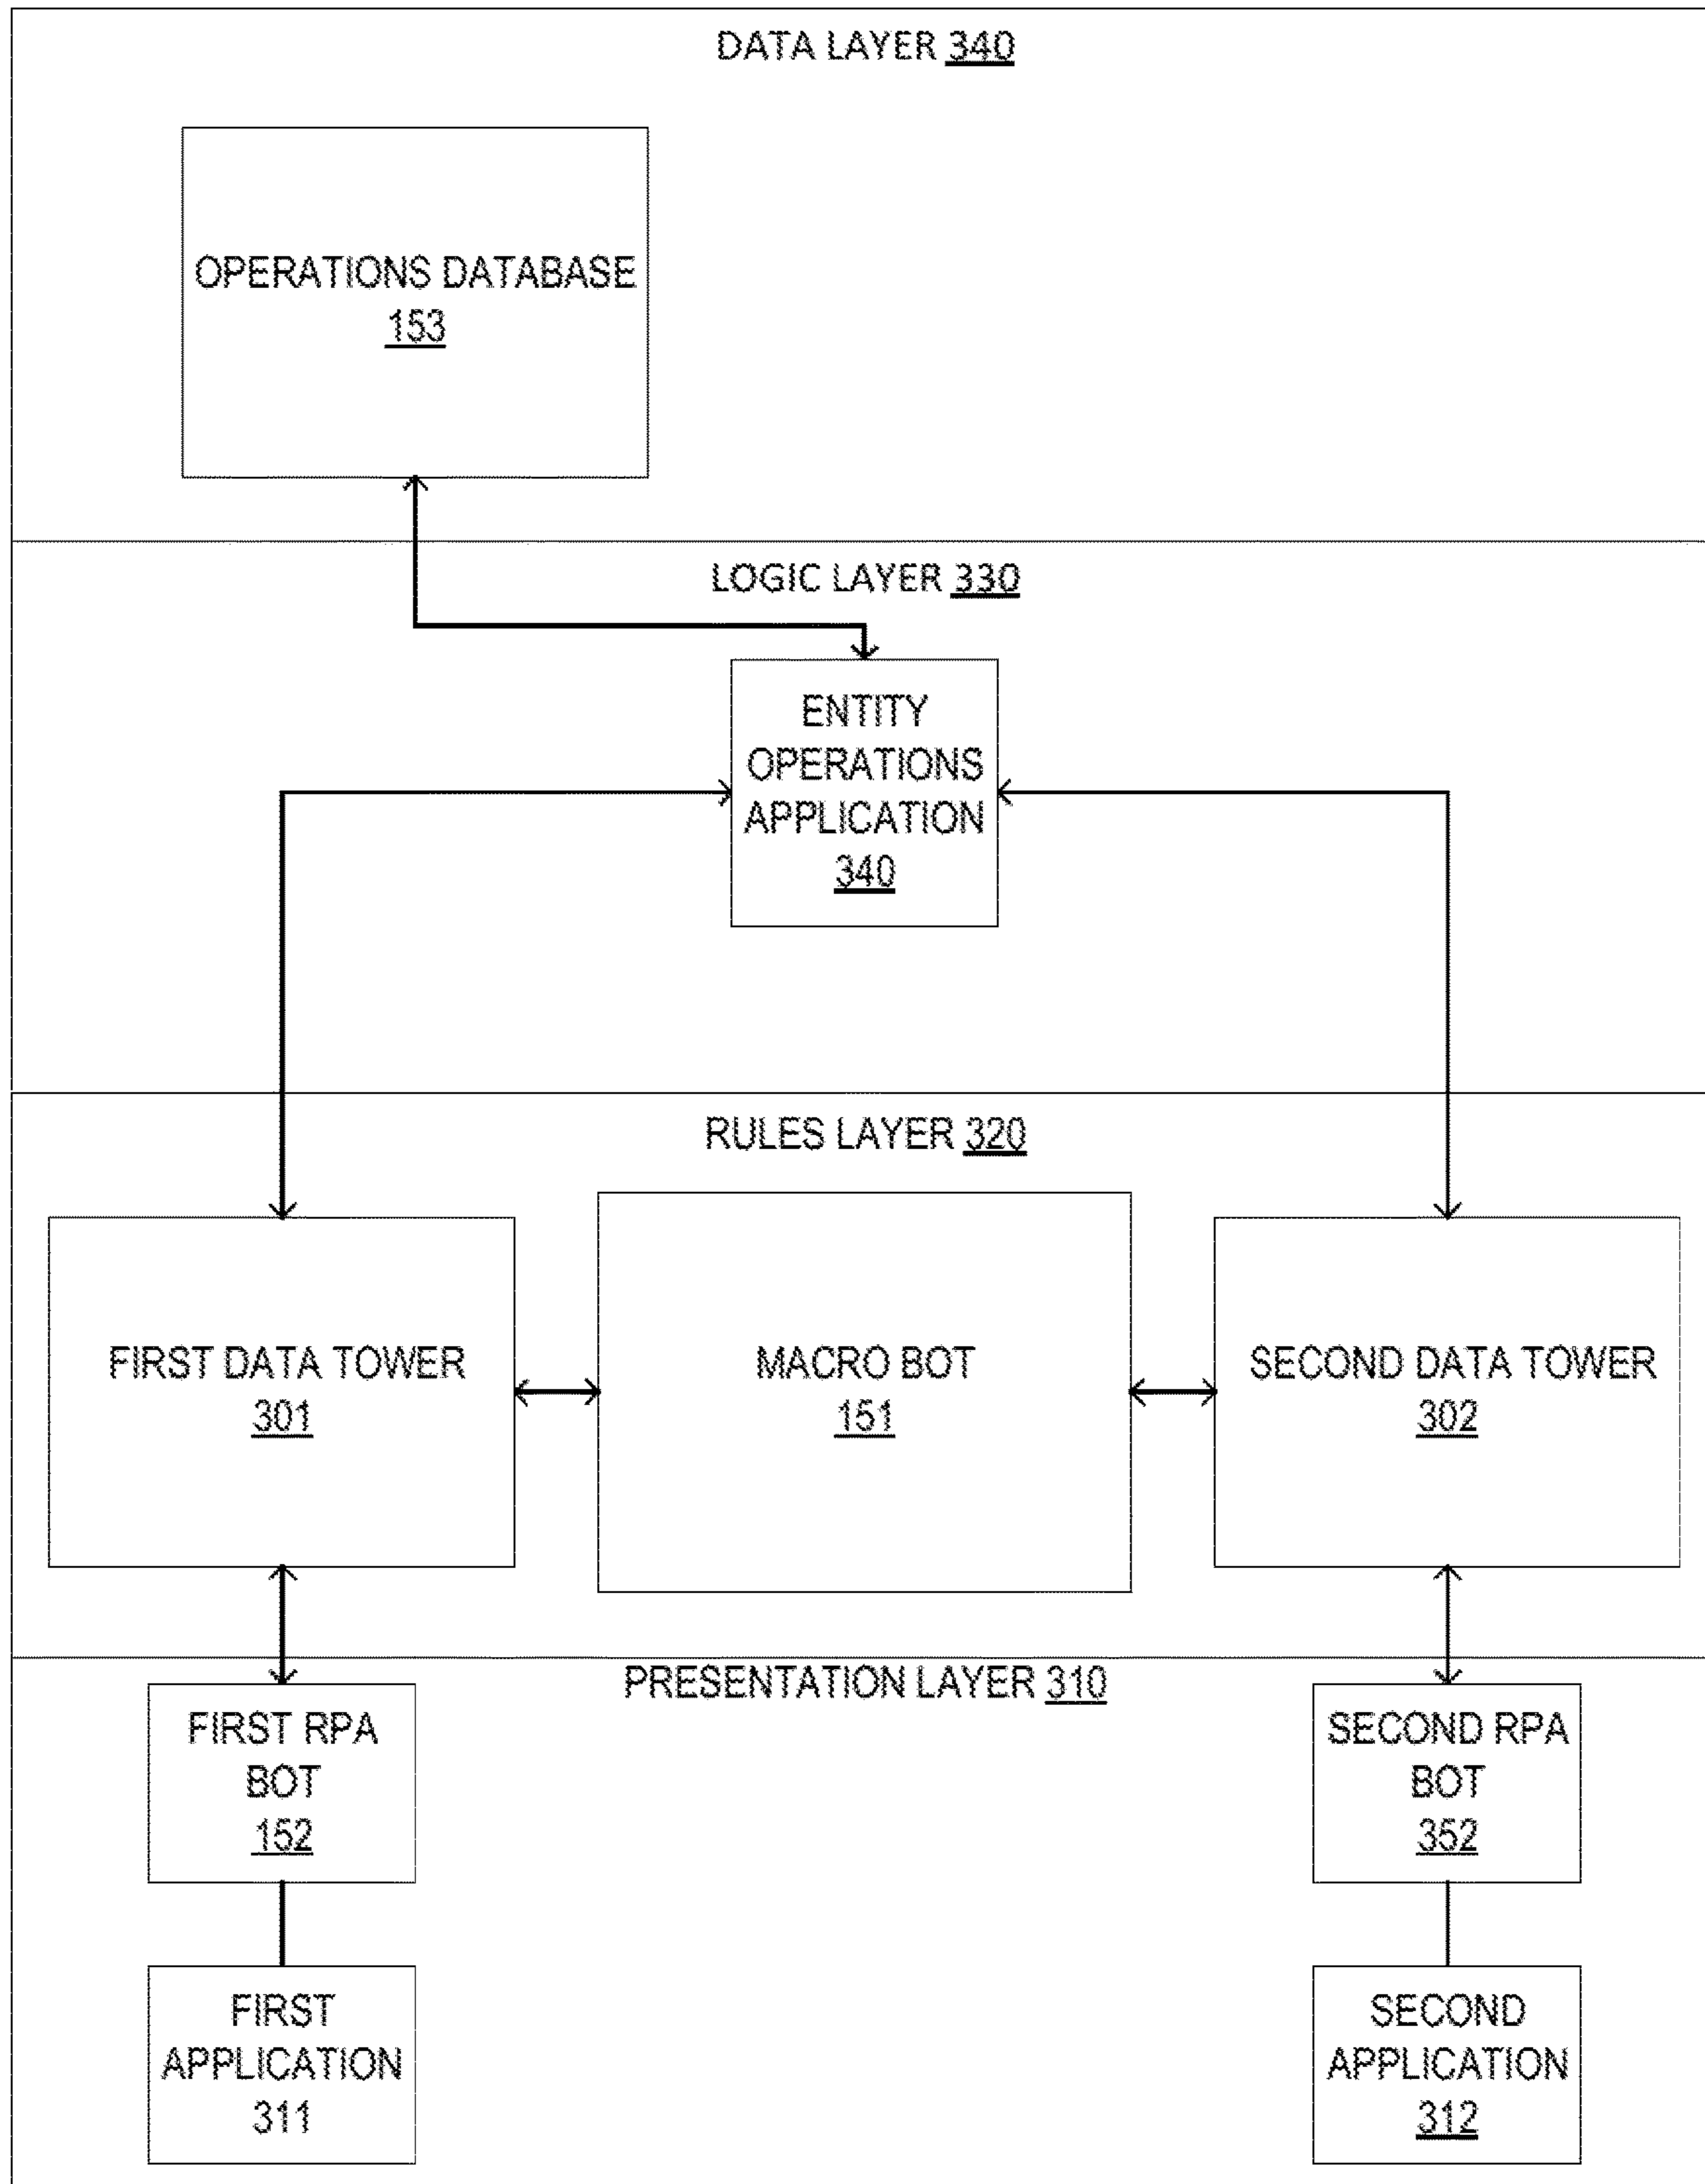 DATA LAYER 340
OPERATIONS DATABASE
153
LOGIC LAYER 330
ENTITY
OPERATIONS
APPLICATION
340
RULES LAYER 320
FIRST DATA TOWER
301
MACRO BOT
151
SECOND DATA TOWER
302
PRESENTATION LAYER 310
FIRST RPA
BOT
152
SECOND RPA
BOT
352
FIRST
APPLICATION
311
SECOND
APPLICATION
312